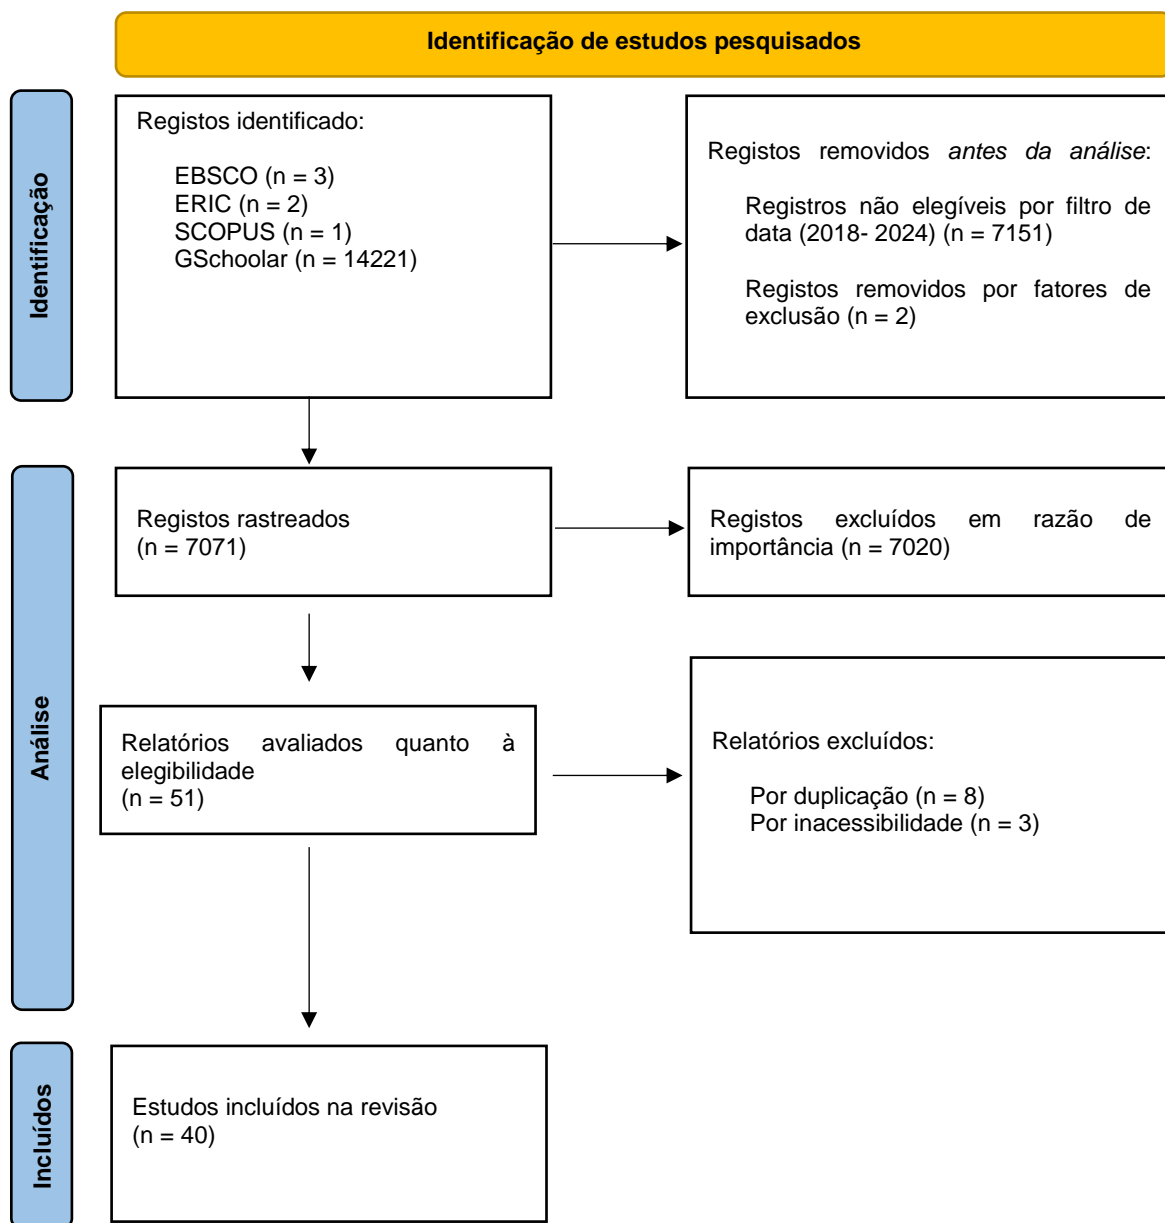 Identificação de estudos pesquisados
Identificação
Registos identificado:
EBSCO (n = 3)
ERIC (n = 2)
SCOPUS (n = 1)
GSchoolar (n = 14221)
Registos removidos antes da análise:
Registros não elegíveis por filtro de
data (2018- 2024) (n = 7151)
Registos removidos por fatores de
exclusão (n = 2)
Análise
Registos rastreados
(n = 7071)
Registos excluídos em razão de
importância (n = 7020)
Relatórios avaliados quanto à
elegibilidade
(n = 51)
Relatórios excluídos:
Por duplicação (n = 8)
Por inacessibilidade (n = 3)
Incluídos
Estudos incluídos na revisão
(n = 40)